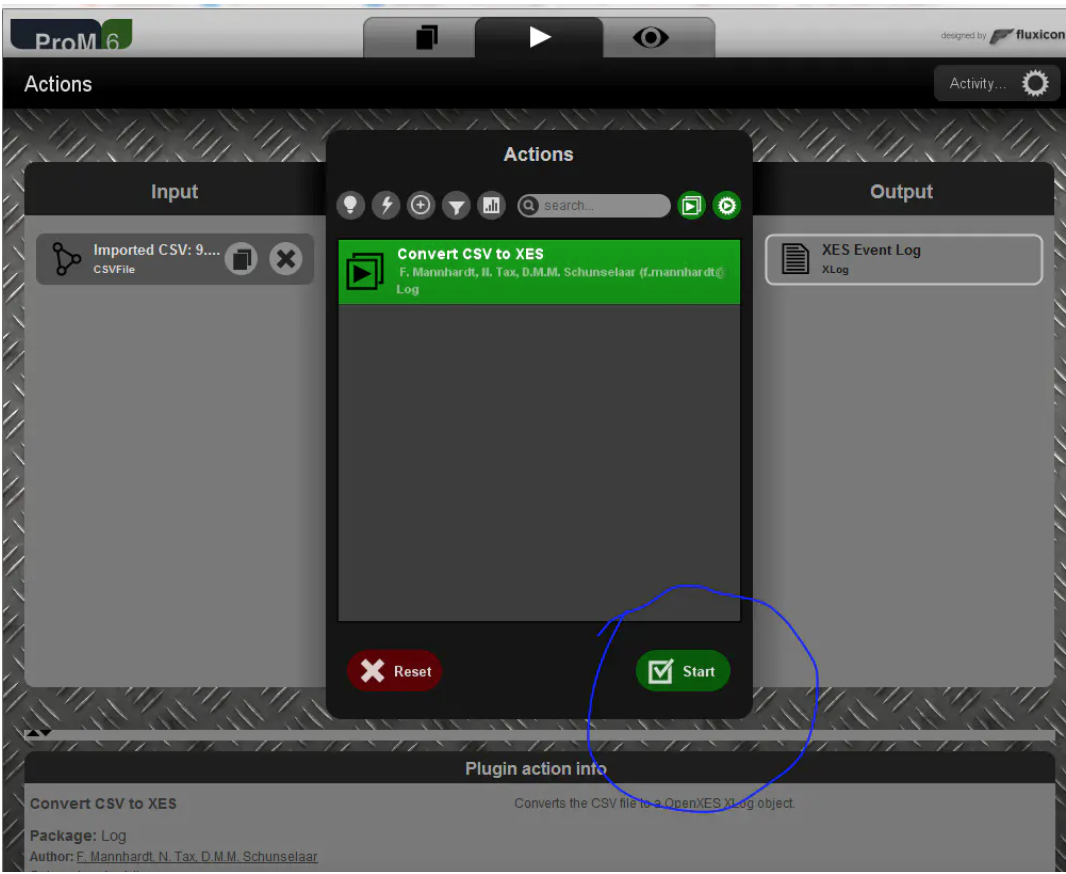 ProM 6
designed by fluxicon
Actions
Activity...
Actions
Input
search...
Output
Imported CSV: 9....
CSVFile
Convert CSV to XES
F. Mannhardt, N. Tax, D.M.M. Schunselaar (f.mannhardt@
Log
XES Event Log
XLog
Reset
Start
Plugin action info
Convert CSV to XES
Converts the CSV file to a OpenXES XLog object.
Package: Log
Author: F. Mannhardt, N. Tax, D.M.M. Schunselaar